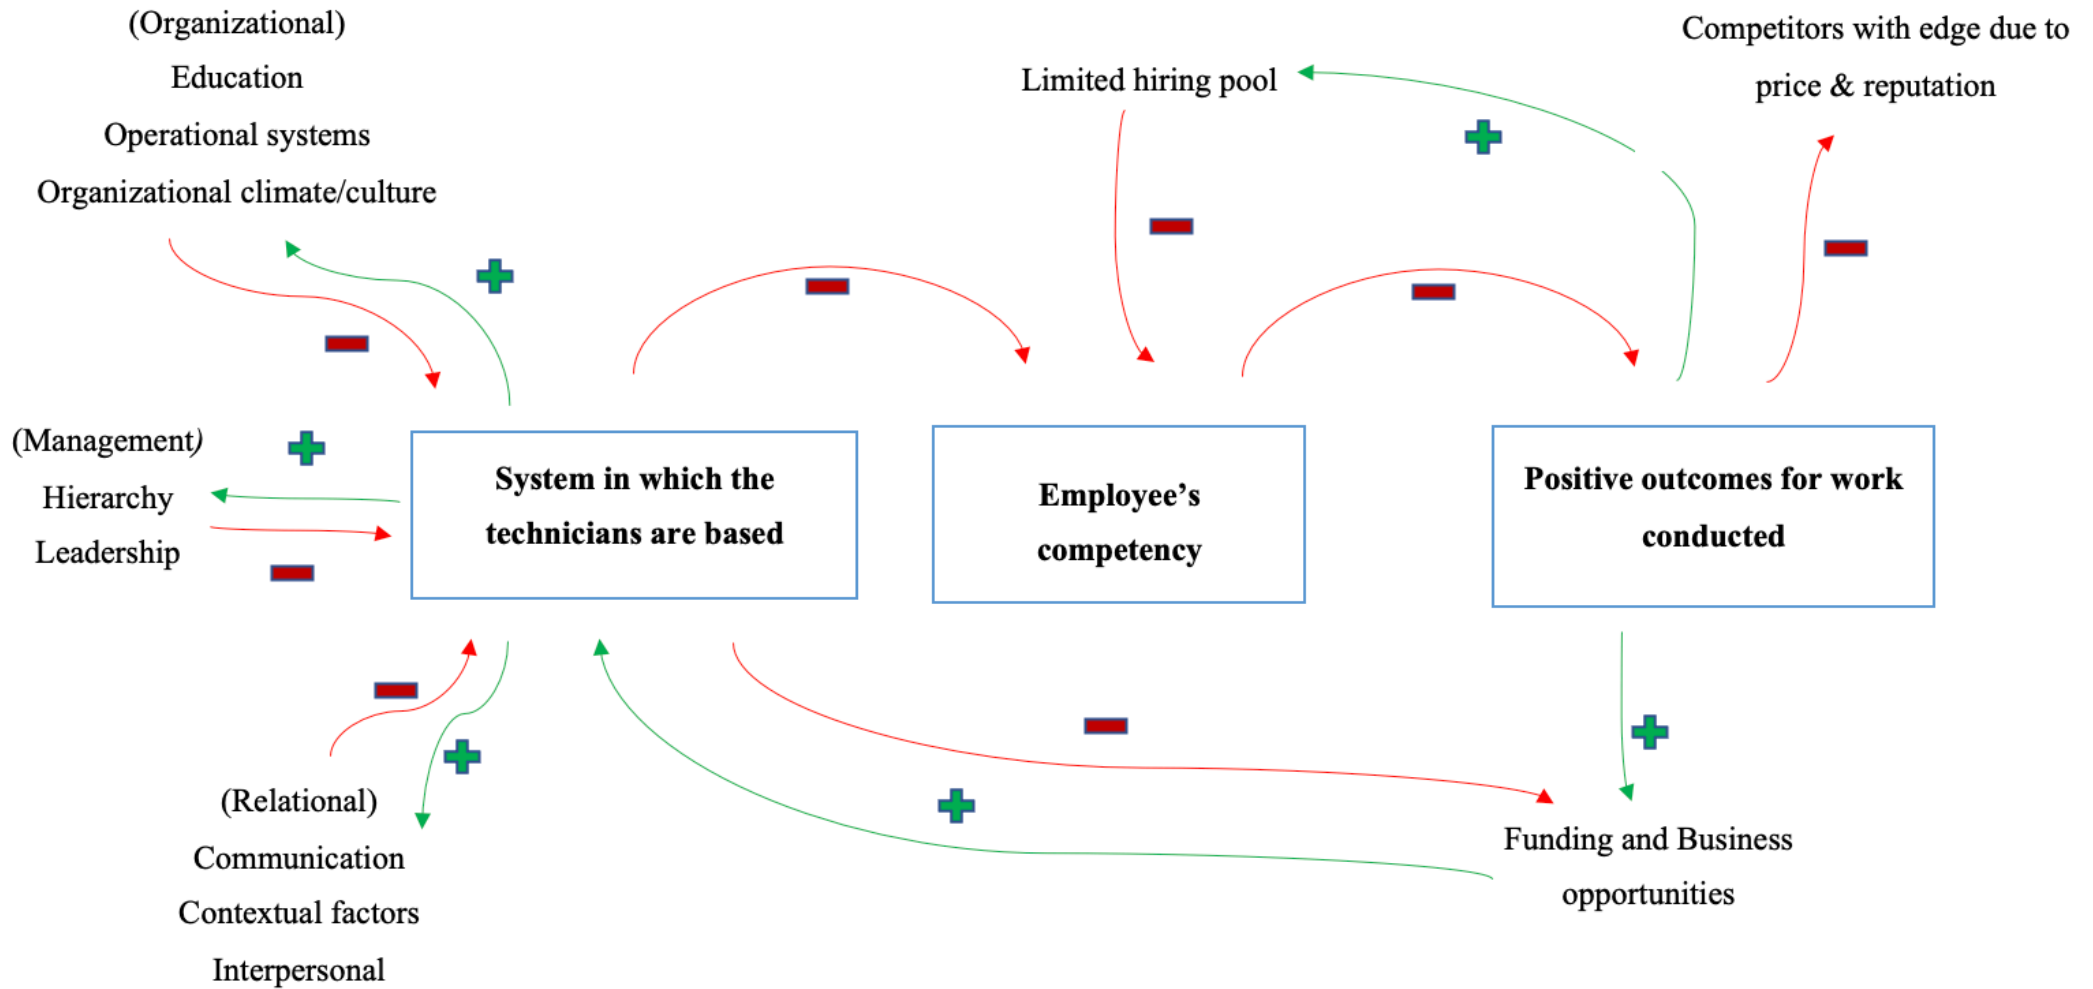 (Organizational)
Education
Operational systems
Organizational climate/culture
Limited hiring pool
Competitors with edge due to
price & reputation
(Management)
Hierarchy
Leadership
System in which the
technicians are based
Employee’s
competency
Positive outcomes for work
conducted
(Relational)
Communication
Contextual factors
Interpersonal
Funding and Business
opportunities